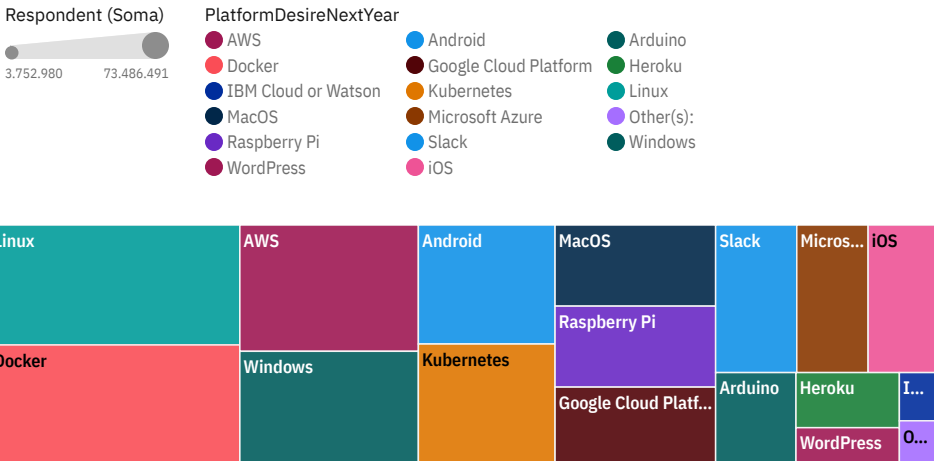 Respondent (Soma)
3.752.980 73.486.491
PlatformDesireNextYear
AWS
Docker
IBM Cloud or Watson
MacOS
Raspberry Pi
WordPress
Android
Google Cloud Platform
Kubernetes
Microsoft Azure
Slack
iOS
Arduino
Heroku
Linux
Other(s):
Windows
Linux
AWS
Android
MacOS
Slack
Micros...
iOS
Raspberry Pi
Docker
Windows
Kubernetes
Google Cloud Platf...
Arduino
Heroku
I...
WordPress
O...